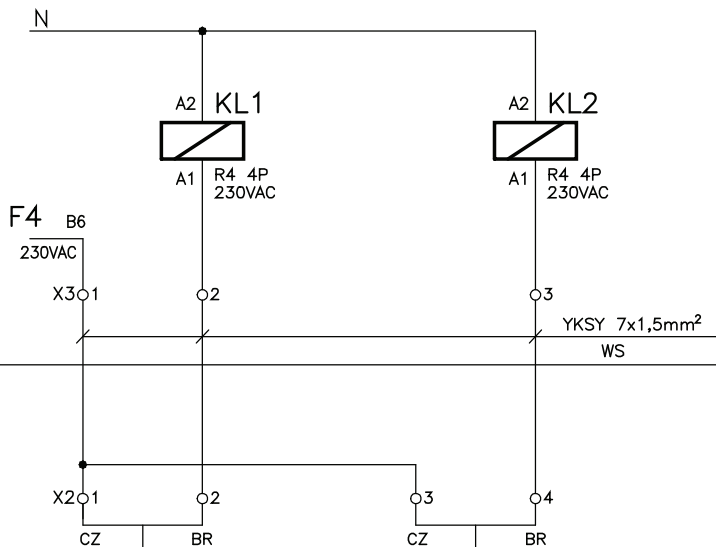 N
A2 KL1
A2 KL2
A1 R4 4P
230VAC
A1 R4 4P
230VAC
F4 B6
230VAC
X3 1
2
3
YKSY 7x1,5mm²
WS
X2 1
2
3
4
CZ BR
CZ BR